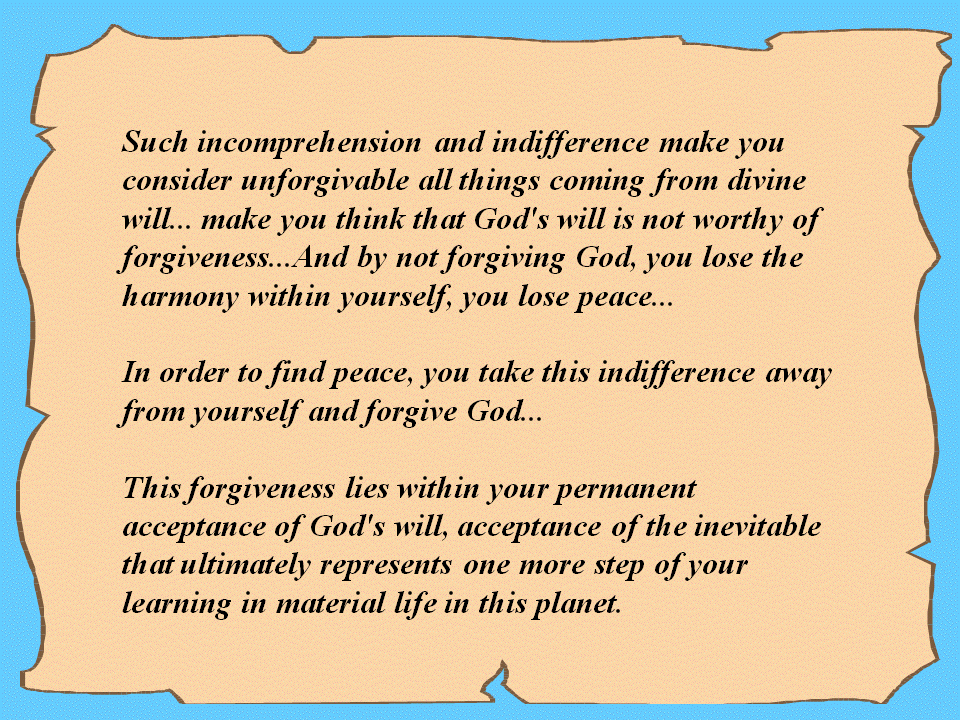 Such incomprehension and indifference make you
consider unforgivable all things coming from divine
will... make you think that God's will is not worthy of
forgiveness...And by not forgiving God, you lose the
harmony within yourself, you lose peace...
In order to find peace, you take this indifference away
from yourself and forgive God...
This forgiveness lies within your permanent
acceptance of God's will, acceptance of the inevitable
that ultimately represents one more step of your
learning in material life in this planet.